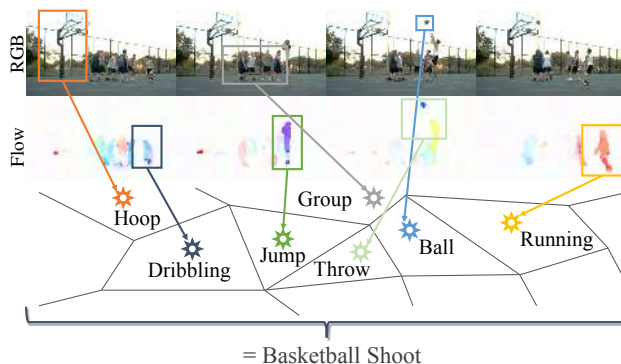 RGB
Flow
Hoop
Group
Dribbling
Jump
Throw
Ball
Running
= Basketball Shoot